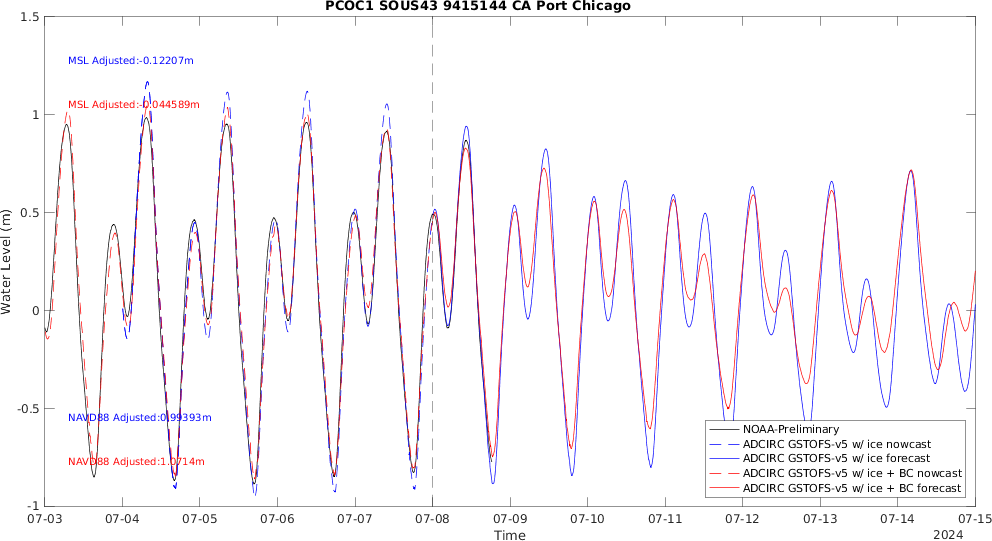 PCOC1 SOUS43 9415144 CA Port Chicago
1.5
MSL Adjusted:-0.12207m
MSL Adjusted:-0.044589m
1
0.5
Water Level (m)
0
-0.5
NAVD88 Adjusted:0.99393m
NAVD88 Adjusted:1.0714m
-1
NOAA-Preliminary
ADCIRC GSTOFS-v5 w/ ice nowcast
ADCIRC GSTOFS-v5 w/ ice forecast
ADCIRC GSTOFS-v5 w/ ice + BC nowcast
ADCIRC GSTOFS-v5 w/ ice + BC forecast
07-03 07-04 07-05 07-06 07-07 07-08 07-09 07-10 07-11 07-12 07-13 07-14 07-15
Time
2024